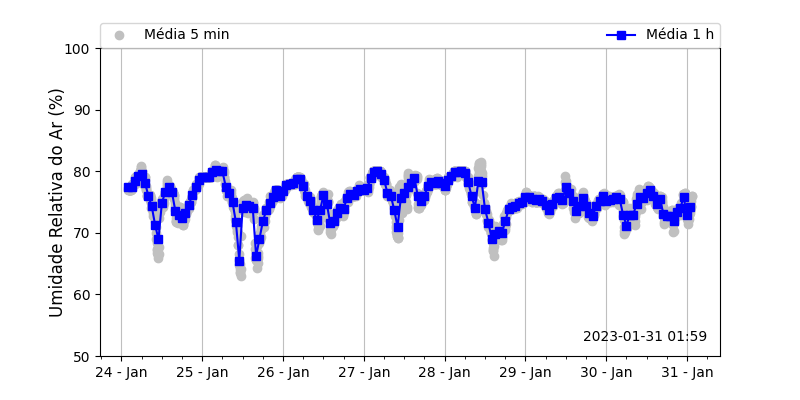 Média 5 min
Média 1 h
100
90
80
70
60
50
Umidade Relativa do Ar (%)
2023-01-31 01:59
24 - Jan
25 - Jan
26 - Jan
27 - Jan
28 - Jan
29 - Jan
30 - Jan
31 - Jan